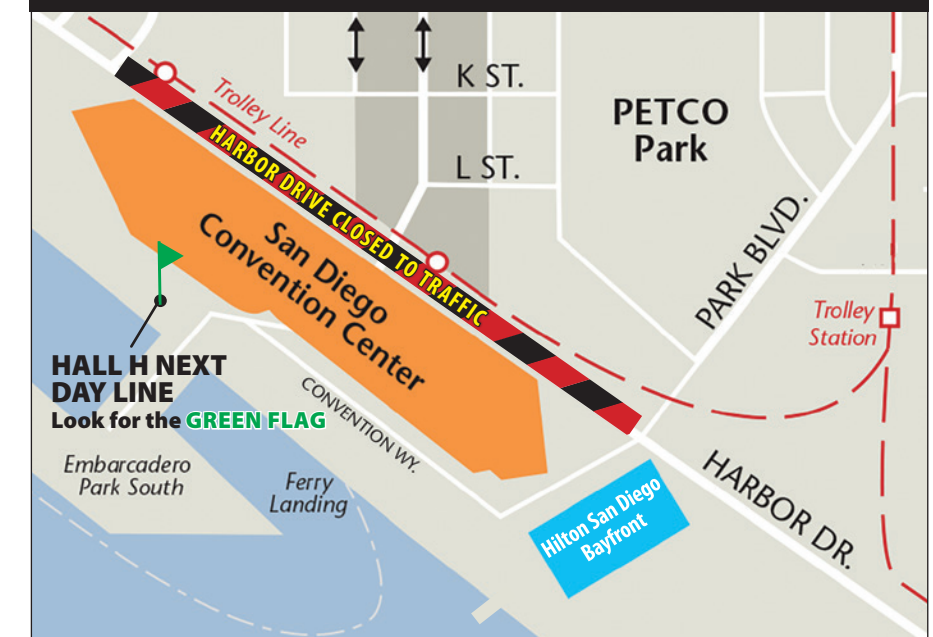 K ST.
Trolley Line
PETCO
Park
HARBOR DRIVE CLOSED TO TRAFFIC
L ST.
San Diego
Convention Center
PARK BLVD.
Trolley
Station
HALL H NEXT
DAY LINE
Look for the GREEN FLAG
CONVENTION WY.
Embarcadero
Park South
Ferry
Landing
HARBOR DR.
Hilton San Diego
Bayfront